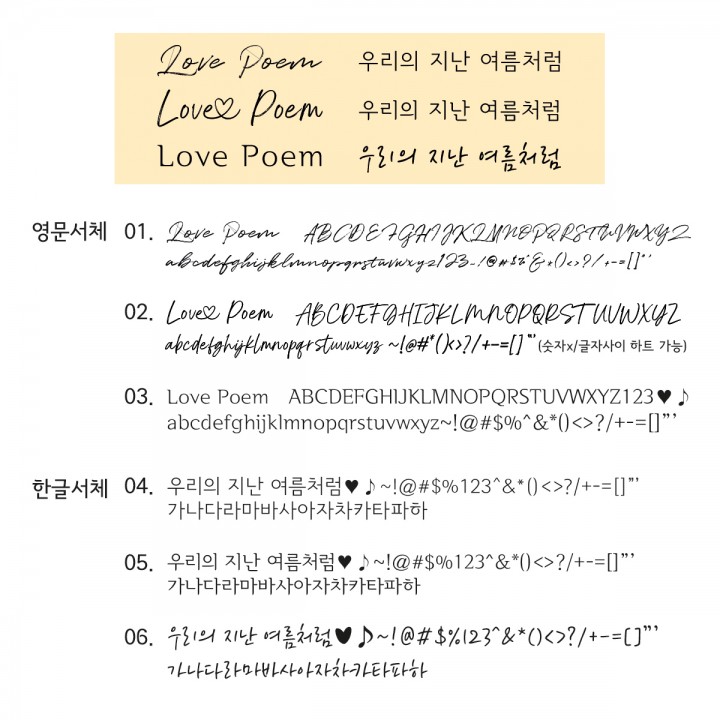 Love Poem 우리의 지난 여름처럼
Love♡ Poem 우리의 지난 여름처럼
Love Poem 우리의 지난 여름처럼
영문서체 01. Love Poem ABCDEFGHIJKLMNOPQRSTUVWXYZ
abcdefghijklmnopqrstuvwxyz123~!@#$%^&*()<>?/+-=[]"'
02. Love♡ Poem ABCDEFGHIJKLMNOPQRSTUVWXYZ
abcdefghijklmnopqrstuvwxyz ~!@#*()<>?/+-=[]"' (숫자x/글자사이 하트 가능)
03. Love Poem ABCDEFGHIJKLMNOPQRSTUVWXYZ123♥♪
abcdefghijklmnopqrstuvwxyz~!@#$%^&*()<>?/+-=[]"'
한글서체 04. 우리의 지난 여름처럼♥♪~!@#$%123^&*()<>?/+-=[]"'
가나다라마바사아자차카타파하
05. 우리의 지난 여름처럼♥♪~!@#$%123^&*()<>?/+-=[]"'
가나다라마바사아자차카타파하
06. 우리의 지난 여름처럼♥♪~!@#$%123^&*()<>?/+-=[]"'
가나다라마바사아자차카타파하